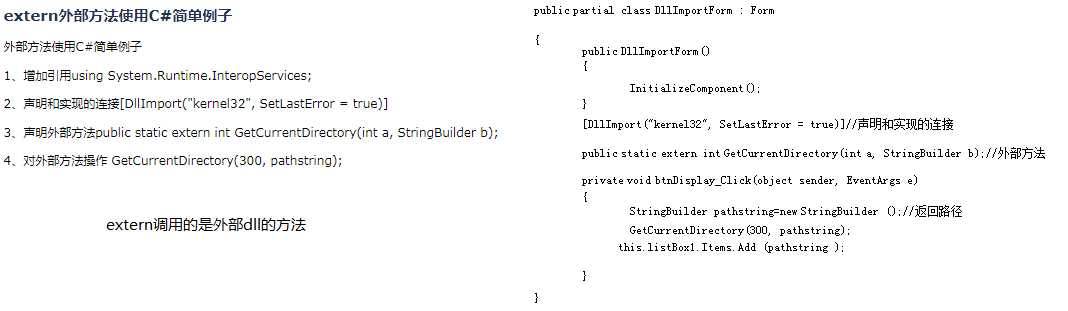 extern外部方法使用C#简单例子
外部方法使用C#简单例子
1、增加引用using System.Runtime.InteropServices;
2、声明和实现的连接[DllImport("kernel32", SetLastError = true)]
3、声明外部方法public static extern int GetCurrentDirectory(int a, StringBuilder b);
4、对外部方法操作 GetCurrentDirectory(300, pathstring);
extern调用的是外部dll的方法
public partial class DllImportForm : Form
{
public DllImportForm()
{
InitializeComponent();
}
[DllImport("kernel32", SetLastError = true)]//声明和实现的连接
public static extern int GetCurrentDirectory(int a, StringBuilder b);//外部方法
private void btnDisplay_Click(object sender, EventArgs e)
{
StringBuilder pathstring=new StringBuilder ();//返回路径
GetCurrentDirectory(300, pathstring);
this.listBox1.Items.Add (pathstring );
}
}